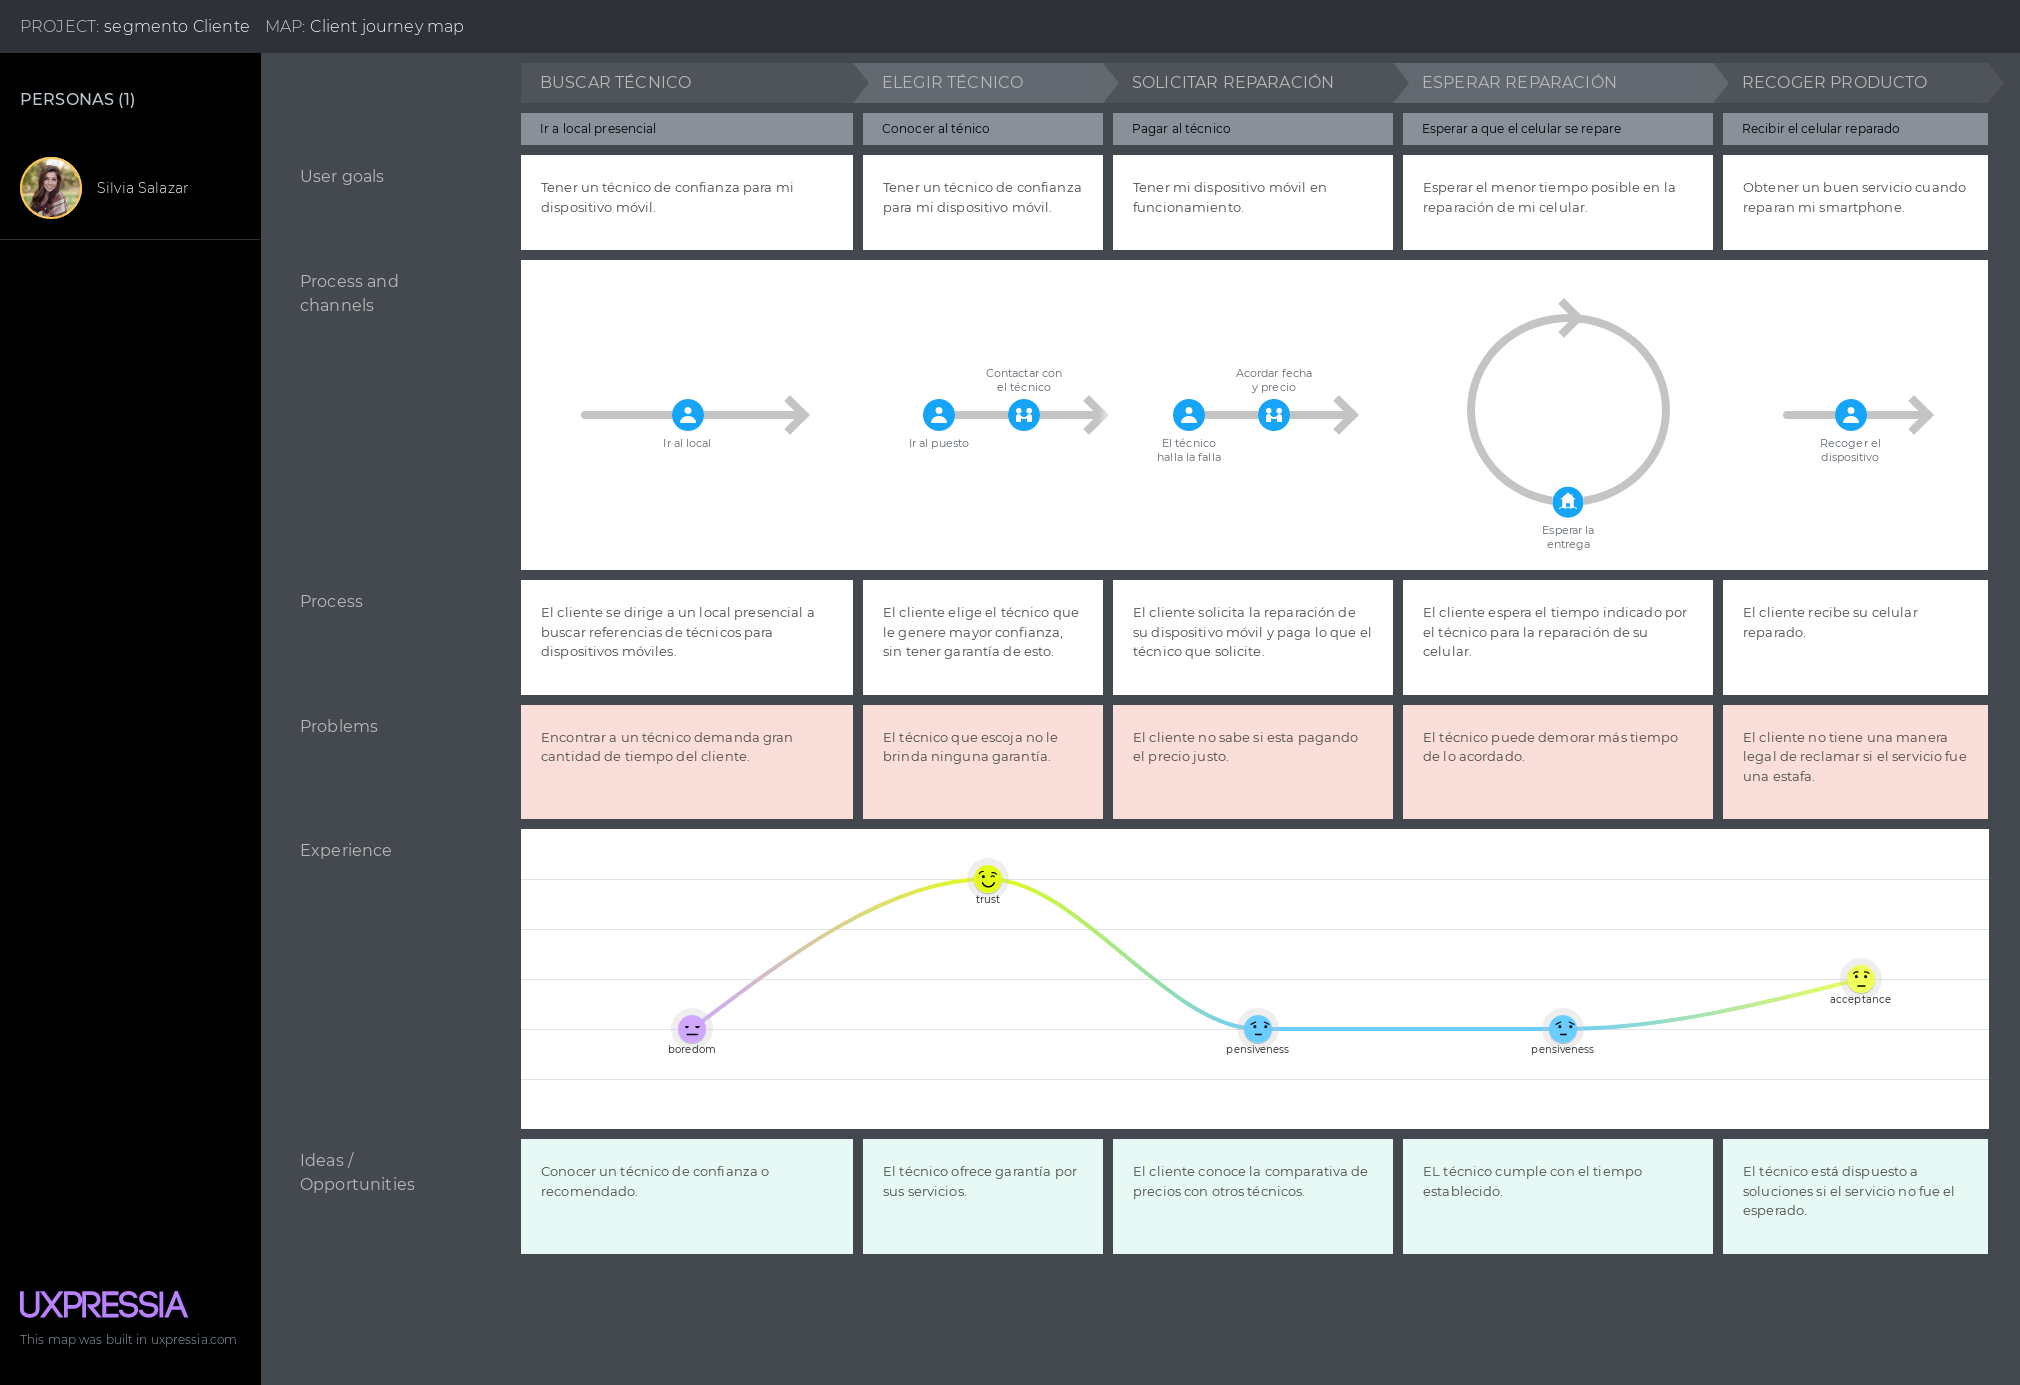 PROJECT: segmento Cliente MAP: Client journey map
PERSONAS (1)
Silvia Salazar
BUSCAR TÉCNICO
ELEGIR TÉCNICO
SOLICITAR REPARACIÓN
ESPERAR REPARACIÓN
RECOGER PRODUCTO
Ir a local presencial
Conocer al ténico
Pagar al técnico
Esperar a que el celular se repare
Recibir el celular reparado
User goals
Tener un técnico de confianza para mi
dispositivo móvil.
Tener un técnico de confianza
para mi dispositivo móvil.
Tener mi dispositivo móvil en
funcionamiento.
Esperar el menor tiempo posible en la
reparación de mi celular.
Obtener un buen servicio cuando
reparan mi smartphone.
Process and
channels
Ir al local
Ir al puesto
Contactar con
el técnico
El técnico
halla la falla
Acordar fecha
y precio
Esperar la
entrega
Recoger el
dispositivo
Process
El cliente se dirige a un local presencial a
buscar referencias de técnicos para
dispositivos móviles.
El cliente elige el técnico que
le genere mayor confianza,
sin tener garantía de esto.
El cliente solicita la reparación de
su dispositivo móvil y paga lo que el
técnico que solicite.
El cliente espera el tiempo indicado por
el técnico para la reparación de su
celular.
El cliente recibe su celular
reparado.
Problems
Encontrar a un técnico demanda gran
cantidad de tiempo del cliente.
El técnico que escoja no le
brinda ninguna garantía.
El cliente no sabe si esta pagando
el precio justo.
El técnico puede demorar más tiempo
de lo acordado.
El cliente no tiene una manera
legal de reclamar si el servicio fue
una estafa.
Experience
boredom
trust
pensiveness
pensiveness
acceptance
Ideas /
Opportunities
Conocer un técnico de confianza o
recomendado.
El técnico ofrece garantía por
sus servicios.
El cliente conoce la comparativa de
precios con otros técnicos.
EL técnico cumple con el tiempo
establecido.
El técnico está dispuesto a
soluciones si el servicio no fue el
esperado.
UXPRESSIA
This map was built in uxpressia.com